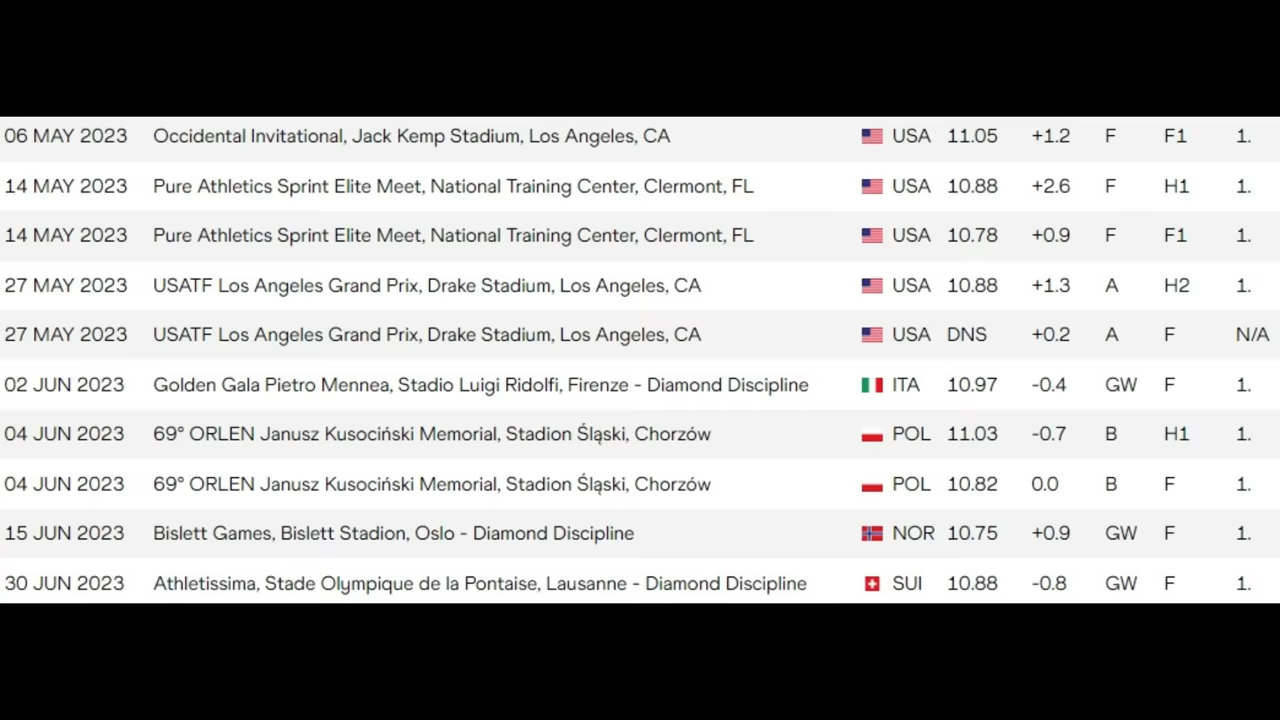 06 MAY 2023 Occidental Invitational, Jack Kemp Stadium, Los Angeles, CA USA 11.05 +1.2 F F1 1.
14 MAY 2023 Pure Athletics Sprint Elite Meet, National Training Center, Clermont, FL USA 10.88 +2.6 F H1 1.
14 MAY 2023 Pure Athletics Sprint Elite Meet, National Training Center, Clermont, FL USA 10.78 +0.9 F F1 1.
27 MAY 2023 USATF Los Angeles Grand Prix, Drake Stadium, Los Angeles, CA USA 10.88 +1.3 A H2 1.
27 MAY 2023 USATF Los Angeles Grand Prix, Drake Stadium, Los Angeles, CA USA DNS +0.2 A F N/A
02 JUN 2023 Golden Gala Pietro Mennea, Stadio Luigi Ridolfi, Firenze - Diamond Discipline ITA 10.97 -0.4 GW F 1.
04 JUN 2023 69° ORLEN Janusz Kusociński Memorial, Stadion Śląski, Chorzów POL 11.03 -0.7 B H1 1.
04 JUN 2023 69° ORLEN Janusz Kusociński Memorial, Stadion Śląski, Chorzów POL 10.82 0.0 B F 1.
15 JUN 2023 Bislett Games, Bislett Stadion, Oslo - Diamond Discipline NOR 10.75 +0.9 GW F 1.
30 JUN 2023 Athletissima, Stade Olympique de la Pontaise, Lausanne - Diamond Discipline SUI 10.88 -0.8 GW F 1.